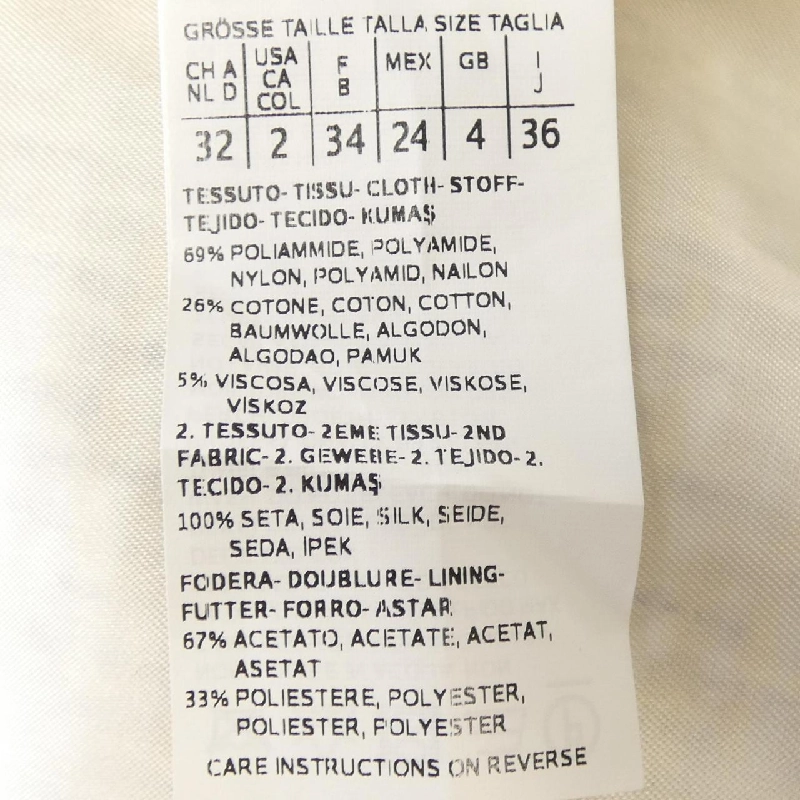 GRÖSSE TAILLE TALLA SIZE TAGLIA
CH A NL D USA CA COL F B MEX GB I J
32 2 34 24 4 36
TESSUTO- TISSU- CLOTH- STOFF-
TEJIDO- TECIDO- KUMAŞ
69% POLIAMMIDE, POLYAMIDE,
NYLON, POLYAMID, NAILON
26% COTONE, COTON, COTTON,
BAUMWOLLE, ALGODON,
ALGODAO, PAMUK
5% VISCOSA, VISCOSE, VISKOSE,
VİSKOZ
2. TESSUTO- 2EME TISSU- 2ND
FABRIC- 2. GEWEBE- 2. TEJIDO- 2.
TECIDO- 2. KUMAŞ
100% SETA, SOIE, SILK, SEIDE,
SEDA, İPEK
FODERA- DOUBLURE- LINING-
FUTTER- FORRO- ASTAR
67% ACETATO, ACETATE, ACETAT,
ASETAT
33% POLIESTERE, POLYESTER,
POLIESTER, POLYESTER
CARE INSTRUCTIONS ON REVERSE